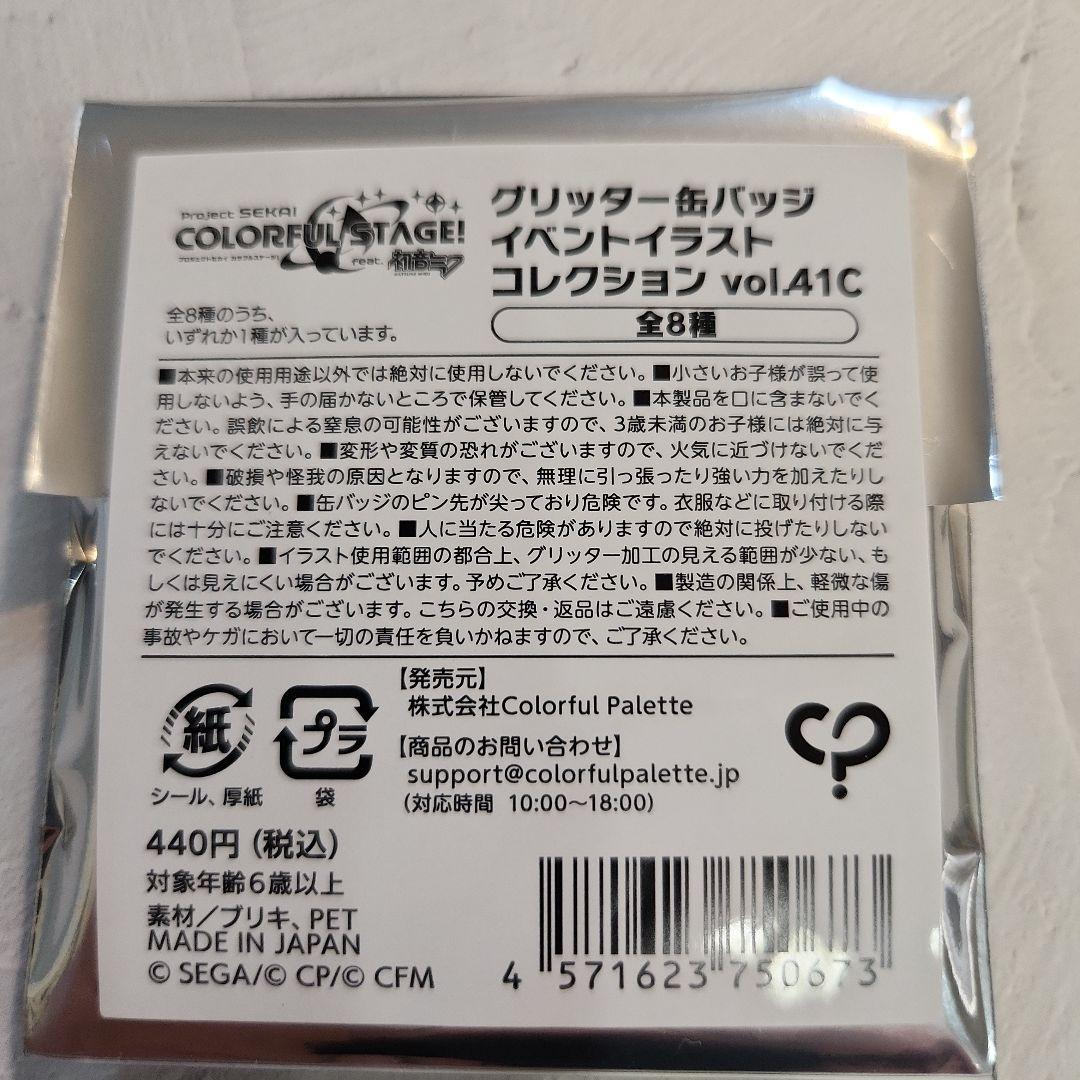 Project SEKAI
COLORFUL STAGE!
プロジェクトセカイ カラフルステージ!
feat. 初音ミク
HATSUNE MIKU
グリッター缶バッジ
イベントイラスト
コレクション vol.41C
全8種
全8種のうち、
いずれか1種が入っています。
■本来の使用用途以外では絶対に使用しないでください。■小さいお子様が誤って使
用しないよう、手の届かないところで保管してください。■本製品を口に含まないでく
ださい。誤飲による窒息の可能性がございますので、3歳未満のお子様には絶対に与
えないでください。■変形や変質の恐れがございますので、火気に近づけないでくだ
さい。■破損や怪我の原因となりますので、無理に引っ張ったり強い力を加えたりし
ないでください。■缶バッジのピン先が尖っており危険です。衣服などに取り付ける際
には十分にご注意ください。■人に当たる危険がありますので絶対に投げたりしない
でください。■イラスト使用範囲の都合上、グリッター加工の見える範囲が少ない、も
しくは見えにくい場合がございます。予めご了承ください。■製造の関係上、軽微な傷
が発生する場合がございます。こちらの交換・返品はご遠慮ください。■ご使用中の
事故やケガにおいて一切の責任を負いかねますので、ご了承ください。
紙
シール、厚紙
プラ
袋
【発売元】
株式会社Colorful Palette
【商品のお問い合わせ】
support@colorfulpalette.jp
(対応時間 10:00〜18:00)
440円(税込)
対象年齢6歳以上
素材/ブリキ、PET
MADE IN JAPAN
© SEGA/© CP/© CFM
4 571623 750673